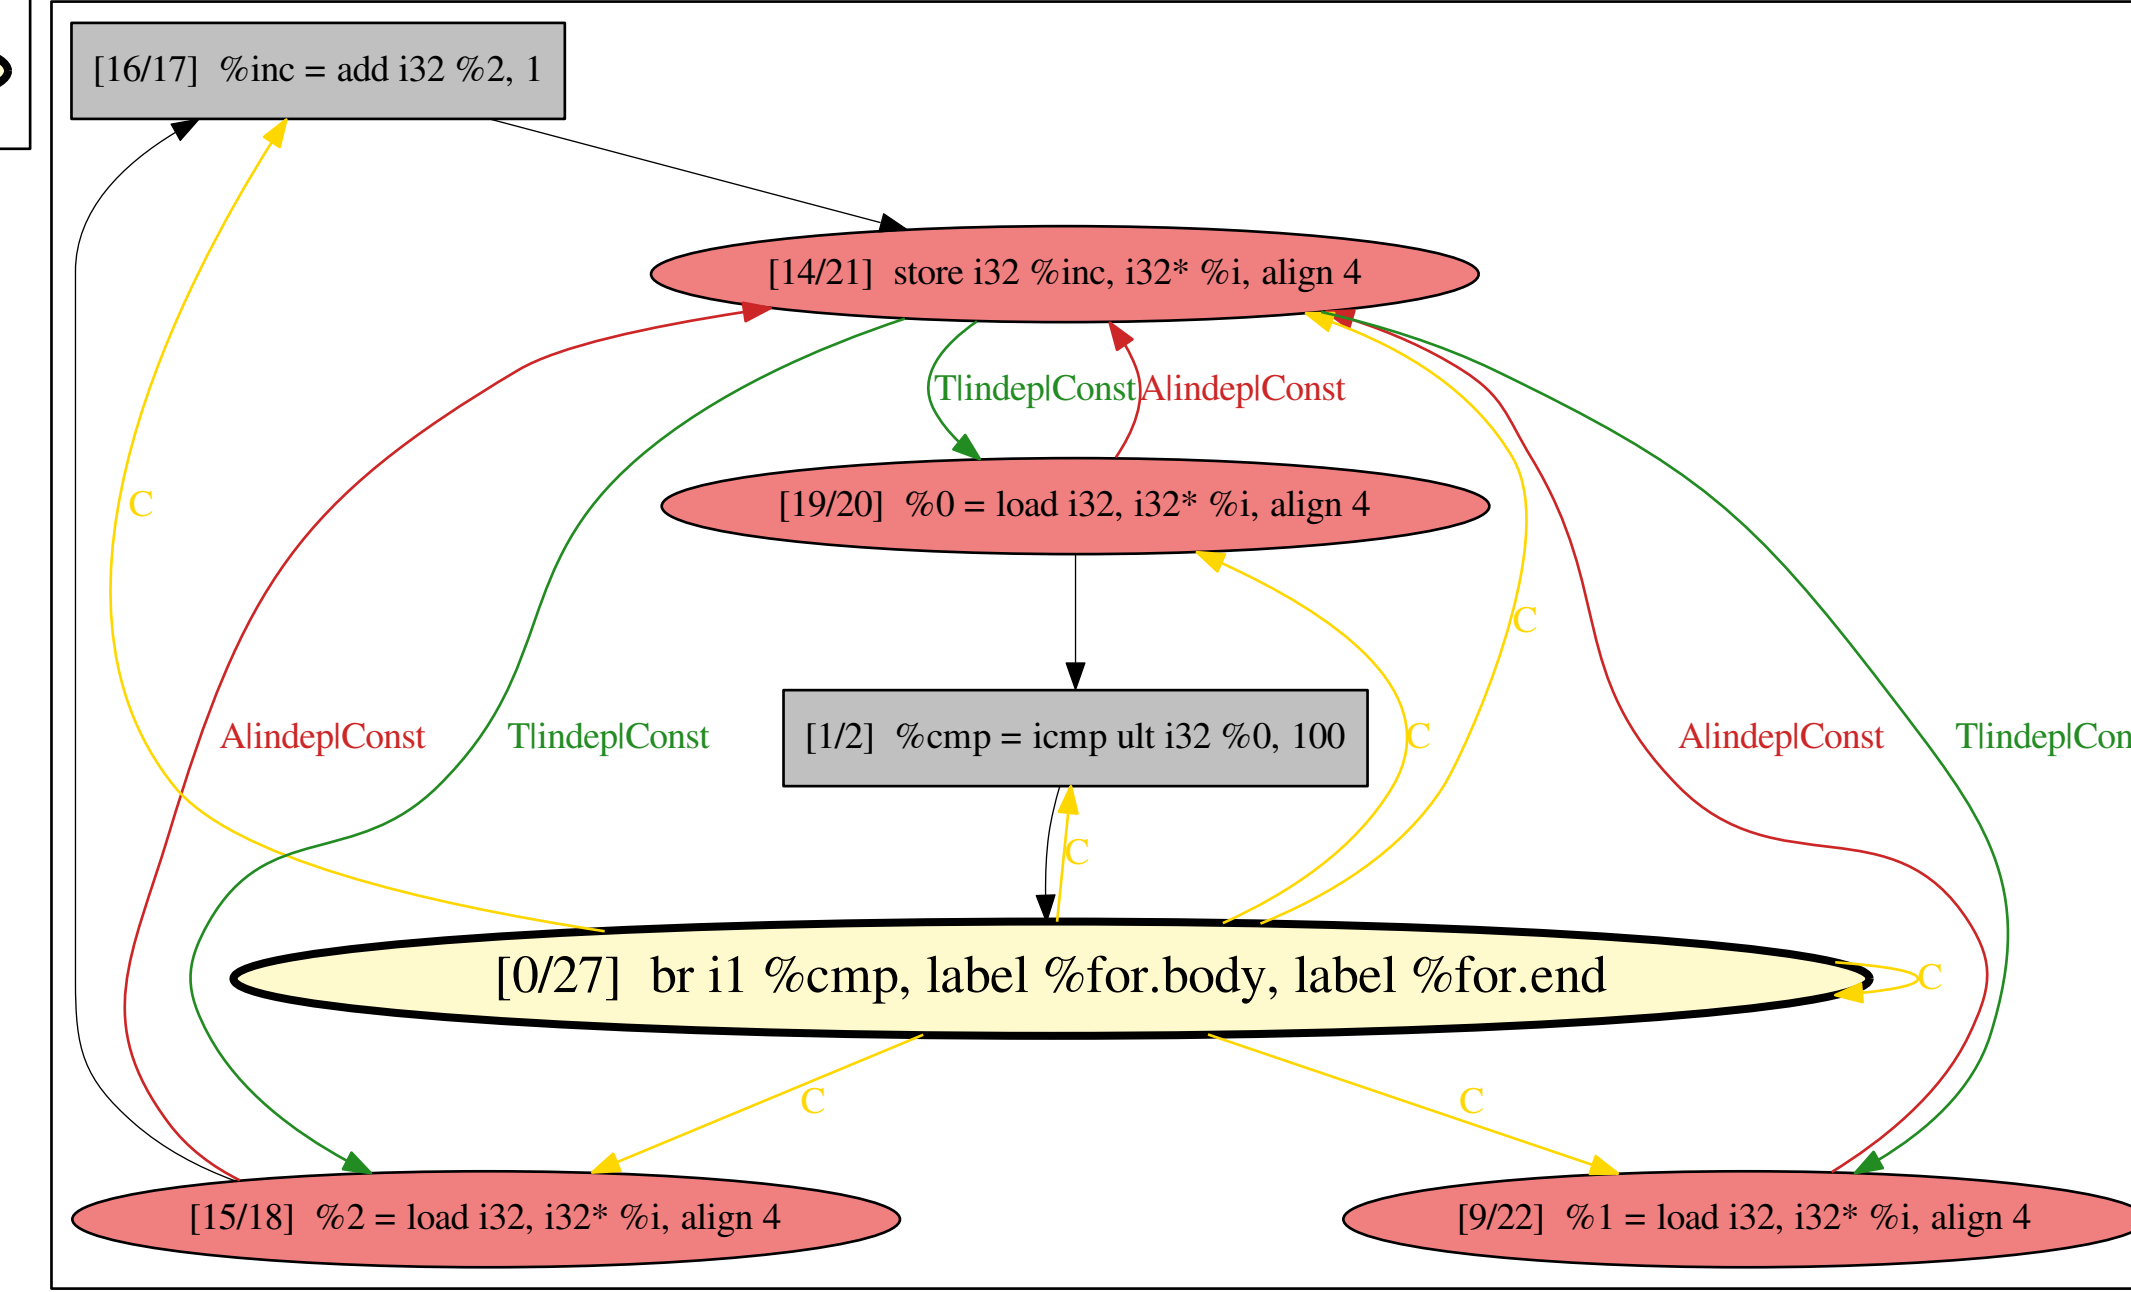 [16/17]  %inc = add i32 %2, 1
[14/21]  store i32 %inc, i32* %i, align 4
T|indep|Const
A|indep|Const
C
[19/20]  %0 = load i32, i32* %i, align 4
C
A|indep|Const
T|indep|Const
[1/2]  %cmp = icmp ult i32 %0, 100
C
A|indep|Const
T|indep|Con
C
[0/27]  br i1 %cmp, label %for.body, label %for.end
C
C
C
[15/18]  %2 = load i32, i32* %i, align 4
[9/22]  %1 = load i32, i32* %i, align 4